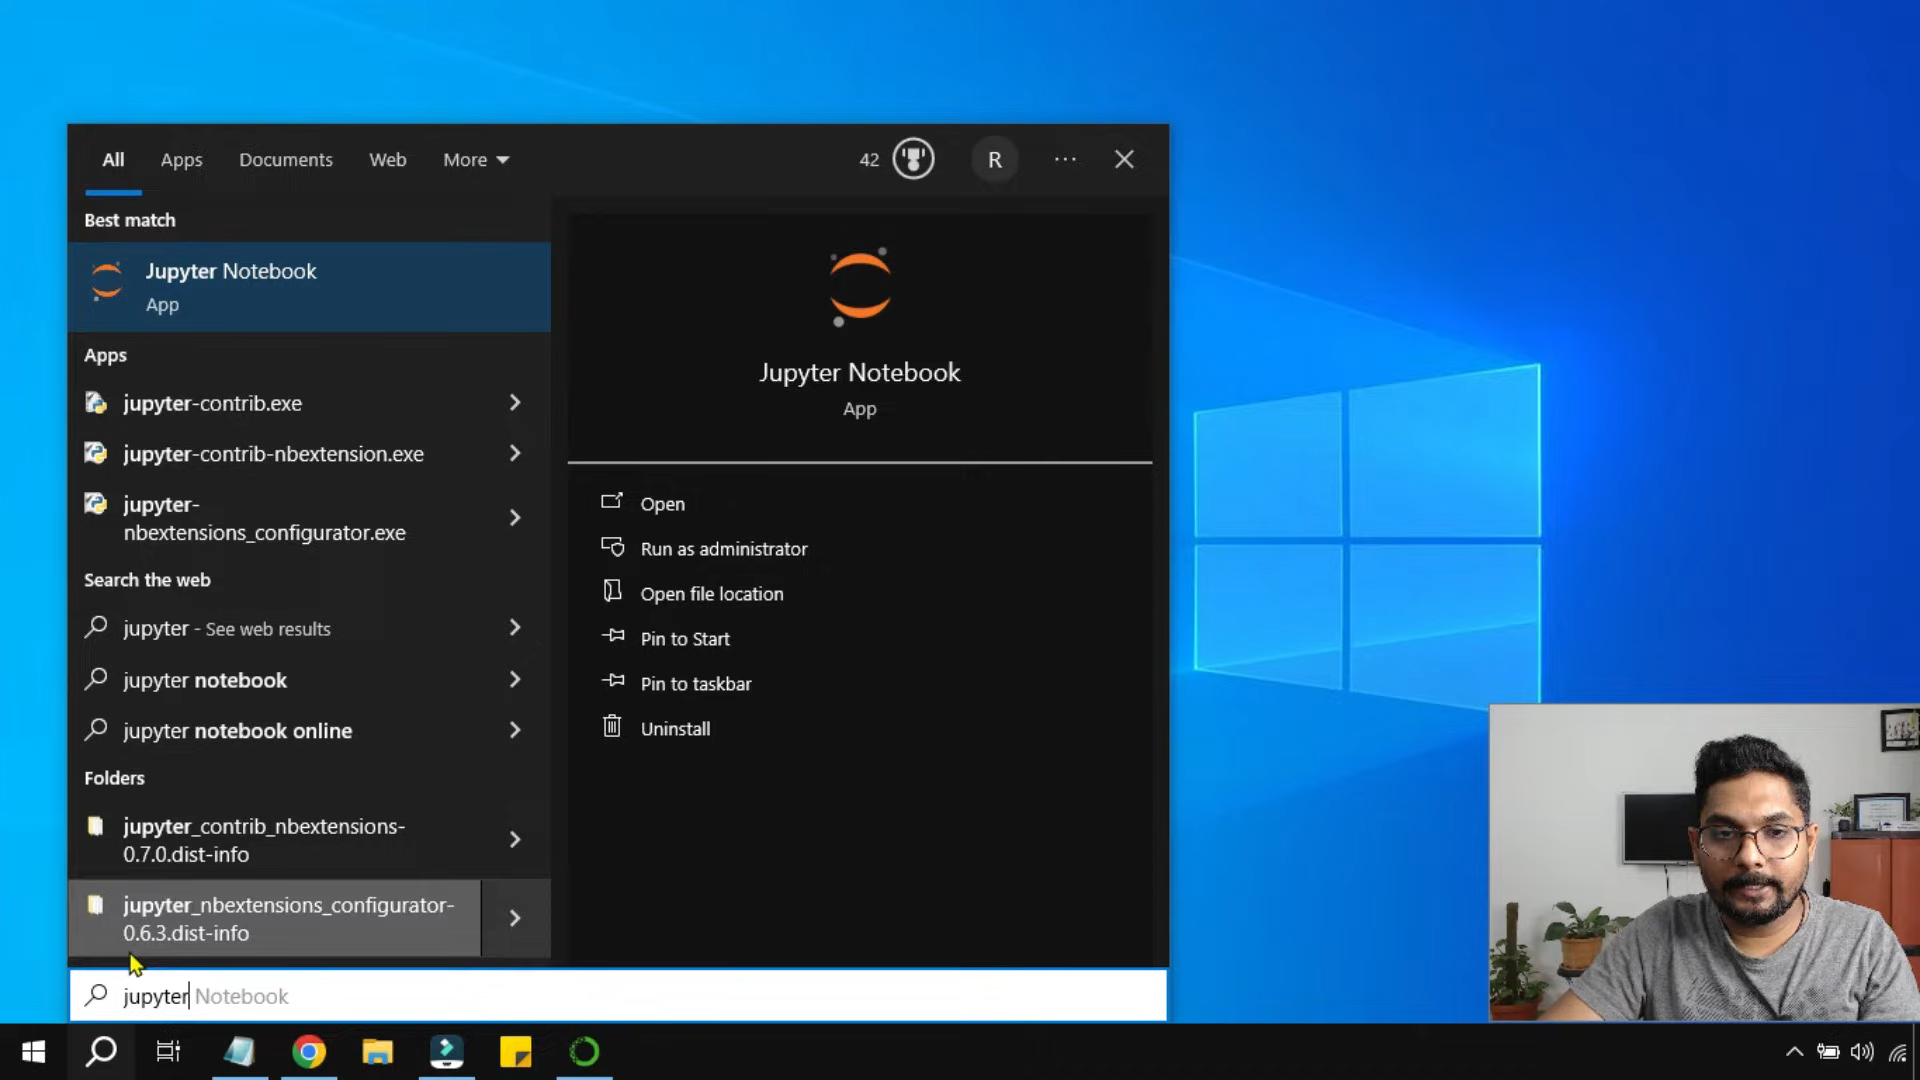 All Apps Documents Web More 42 R ...
Best match
Jupyter Notebook
App
Apps
jupyter-contrib.exe
jupyter-contrib-nbextension.exe
jupyter-
nbextensions_configurator.exe
Search the web
jupyter - See web results
jupyter notebook
jupyter notebook online
Folders
jupyter_contrib_nbextensions-
0.7.0.dist-info
jupyter_nbextensions_configurator-
0.6.3.dist-info
Jupyter Notebook
App
Open
Run as administrator
Open file location
Pin to Start
Pin to taskbar
Uninstall
jupyter Notebook